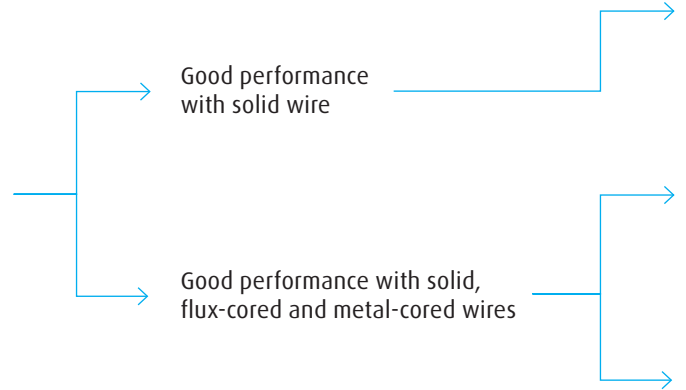 Good performance
with solid wire
Good performance with solid,
flux-cored and metal-cored wires